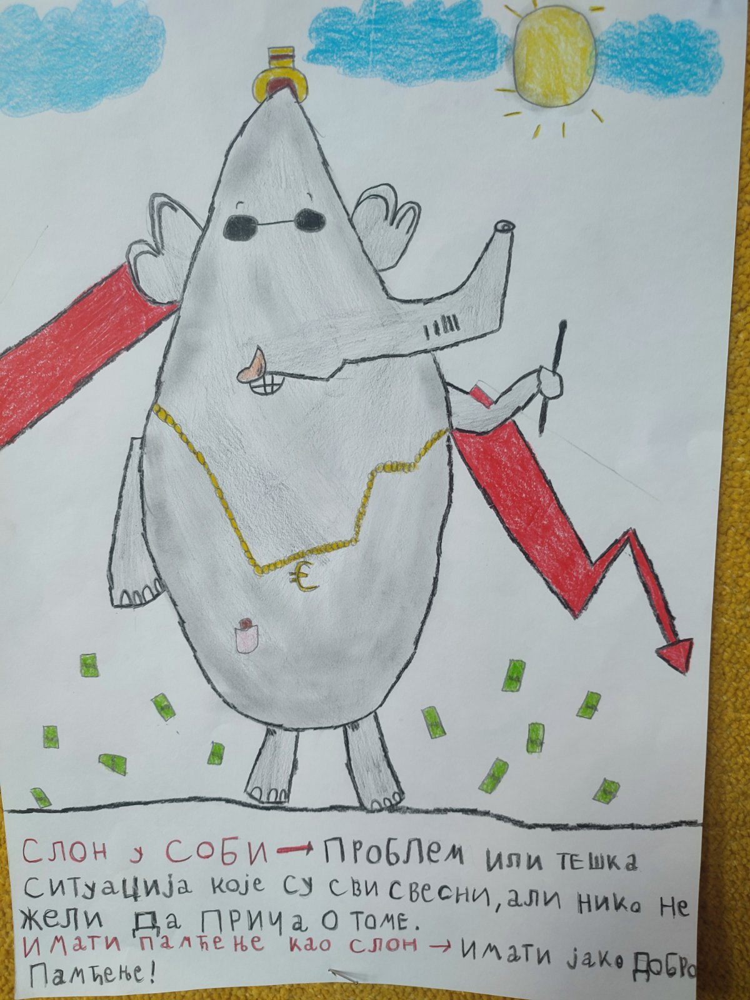 СЛОН У СОБИ → ПРОБЛЕМ ИЛИ ТЕШКА
СИТУАЦИЈА КОЈЕ СУ СВИ СВЕСНИ, АЛИ НИКО НЕ
ЖЕЛИ ДА ПРИЧА О ТОМЕ.
ИМАТИ ПАМЋЕЊЕ КАО СЛОН → ИМАТИ ЈАКО ДОБРО
ПАМЋЕЊЕ!